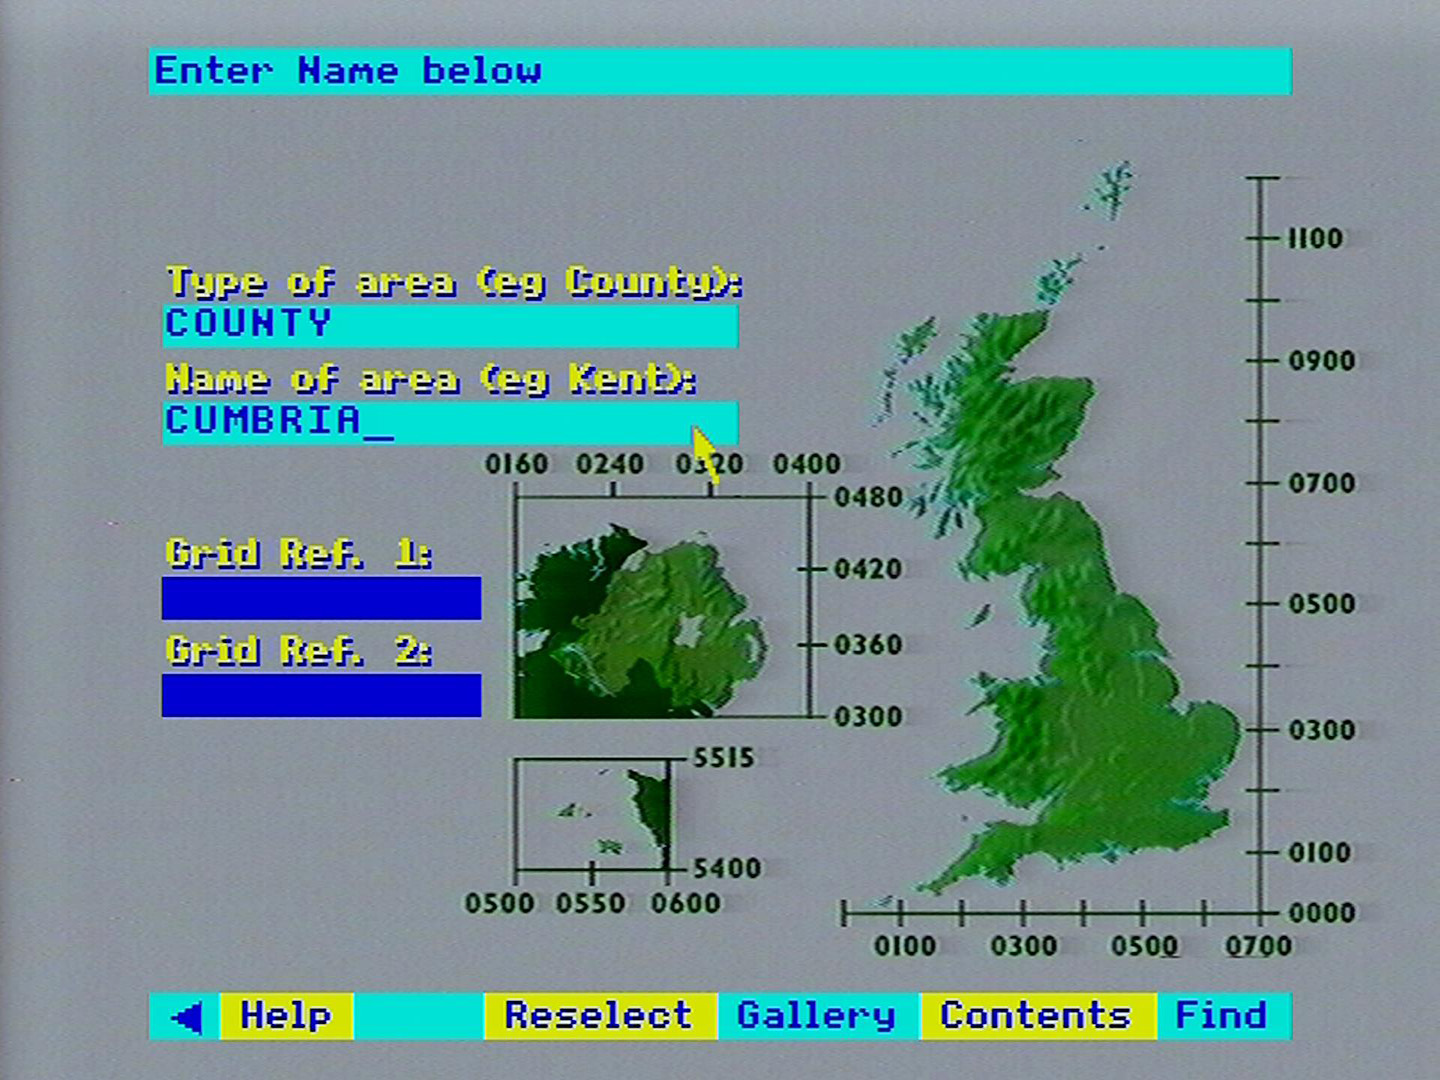 Enter Name below
Type of area (eg County):
COUNTY
Name of area (eg Kent):
CUMBRIA_
Grid Ref. 1:
Grid Ref. 2:
0160 0240 0320 0400
0480
0420
0360
0300
5515
5400
0500 0550 0600
1100
0900
0700
0500
0300
0100
0000
0100 0300 0500 0700
Help Reselect Gallery Contents Find